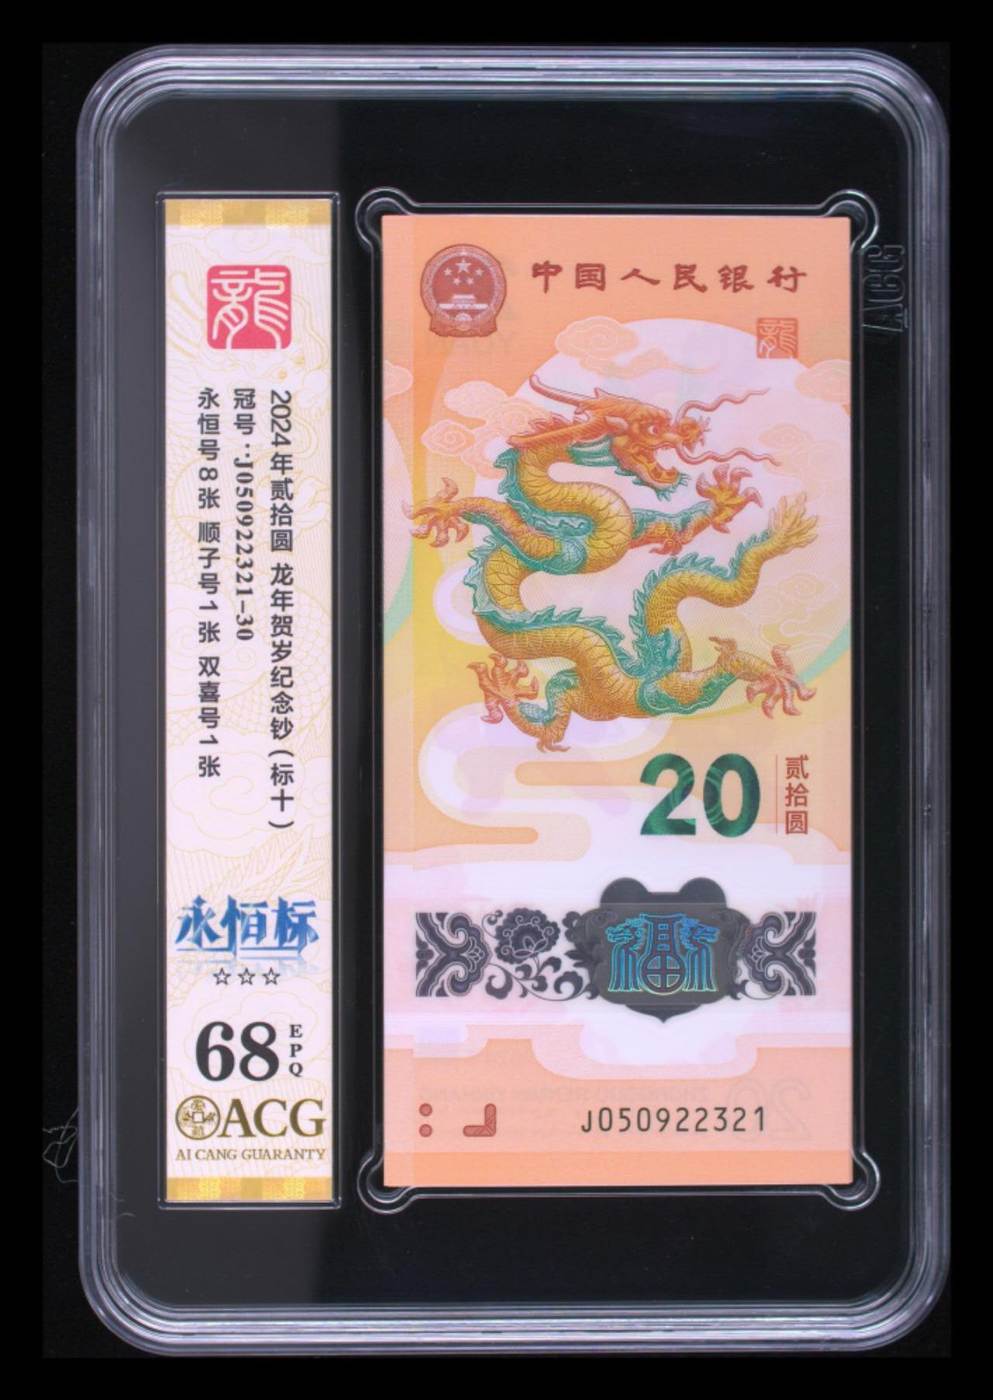 龍
2024年贰拾圆 龙年贺岁纪念钞(标十)
冠号:J050922321-30
永恒号8张 顺子号1张 双喜号1张
永恒标
☆☆☆
68 EPQ
ACG
AI CANG GUARANTY
中国人民银行
龍
20 贰拾圆
福
J050922321
ACG